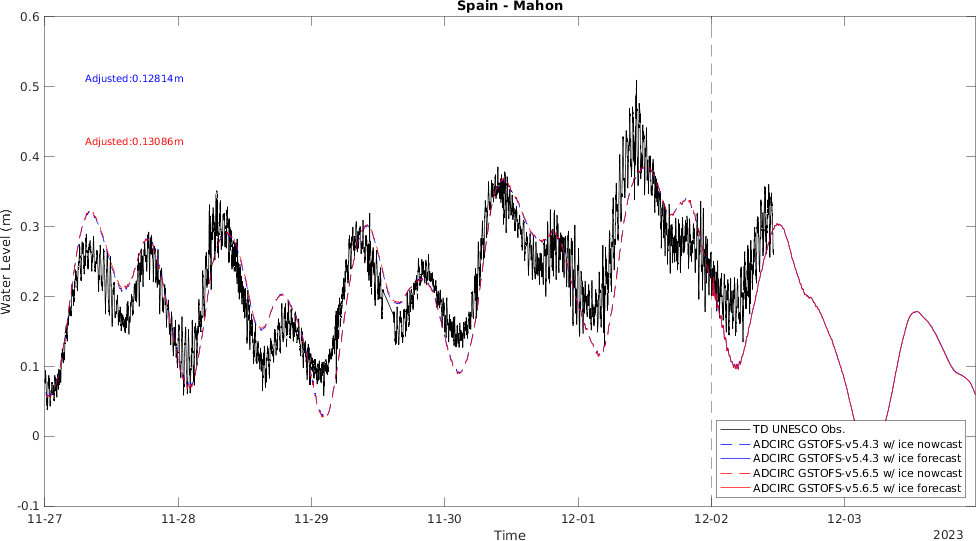 Spain - Mahon
0.6
0.5
0.4
0.3
0.2
0.1
0
-0.1
Water Level (m)
Adjusted:0.12814m
Adjusted:0.13086m
TD UNESCO Obs.
ADCIRC GSTOFS-v5.4.3 w/ ice nowcast
ADCIRC GSTOFS-v5.4.3 w/ ice forecast
ADCIRC GSTOFS-v5.6.5 w/ ice nowcast
ADCIRC GSTOFS-v5.6.5 w/ ice forecast
11-27 11-28 11-29 11-30 12-01 12-02 12-03
Time
2023